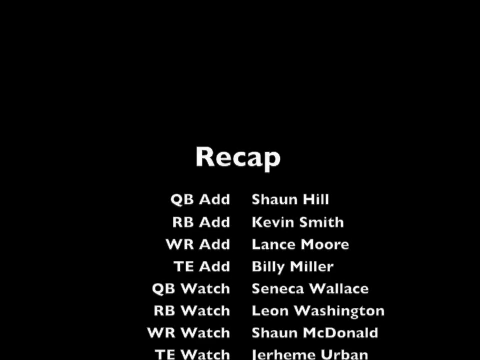 Recap
QB Add Shaun Hill
RB Add Kevin Smith
WR Add Lance Moore
TE Add Billy Miller
QB Watch Seneca Wallace
RB Watch Leon Washington
WR Watch Shaun McDonald
TE Watch Jerheme Urban